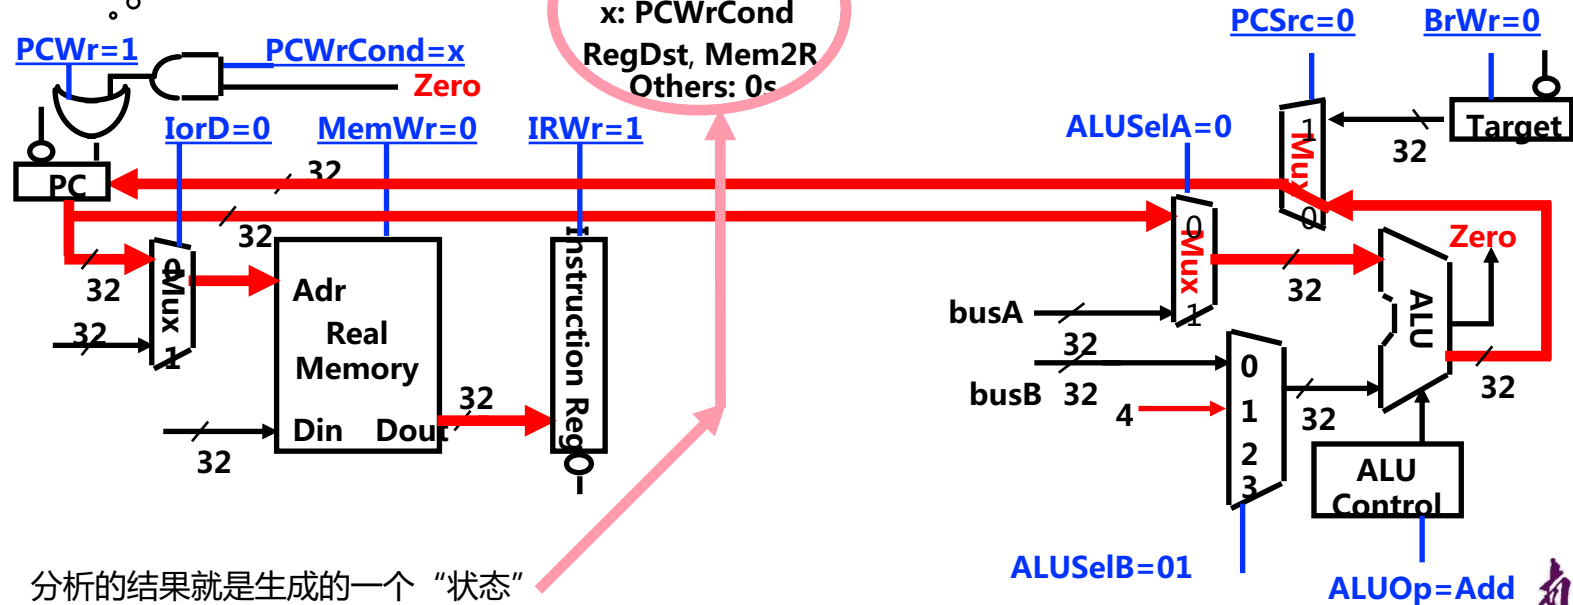 x: PCWrCond
RegDst, Mem2R
Others: 0s
PCWr=1
PCWrCond=x
Zero
PCSrc=0
BrWr=0
IorD=0
MemWr=0
IRWr=1
ALUSelA=0
1
Mux
0
32
Target
PC
32
32
32
0
Mux
1
32
Adr
Real
Memory
Din
Dout
32
32
Instruction Reg
0
Mux
1
busA
32
busB
32
4
0
1
2
3
32
32
Zero
ALU
32
ALU
Control
ALUSelB=01
ALUOp=Add
分析的结果就是生成的一个“状态”